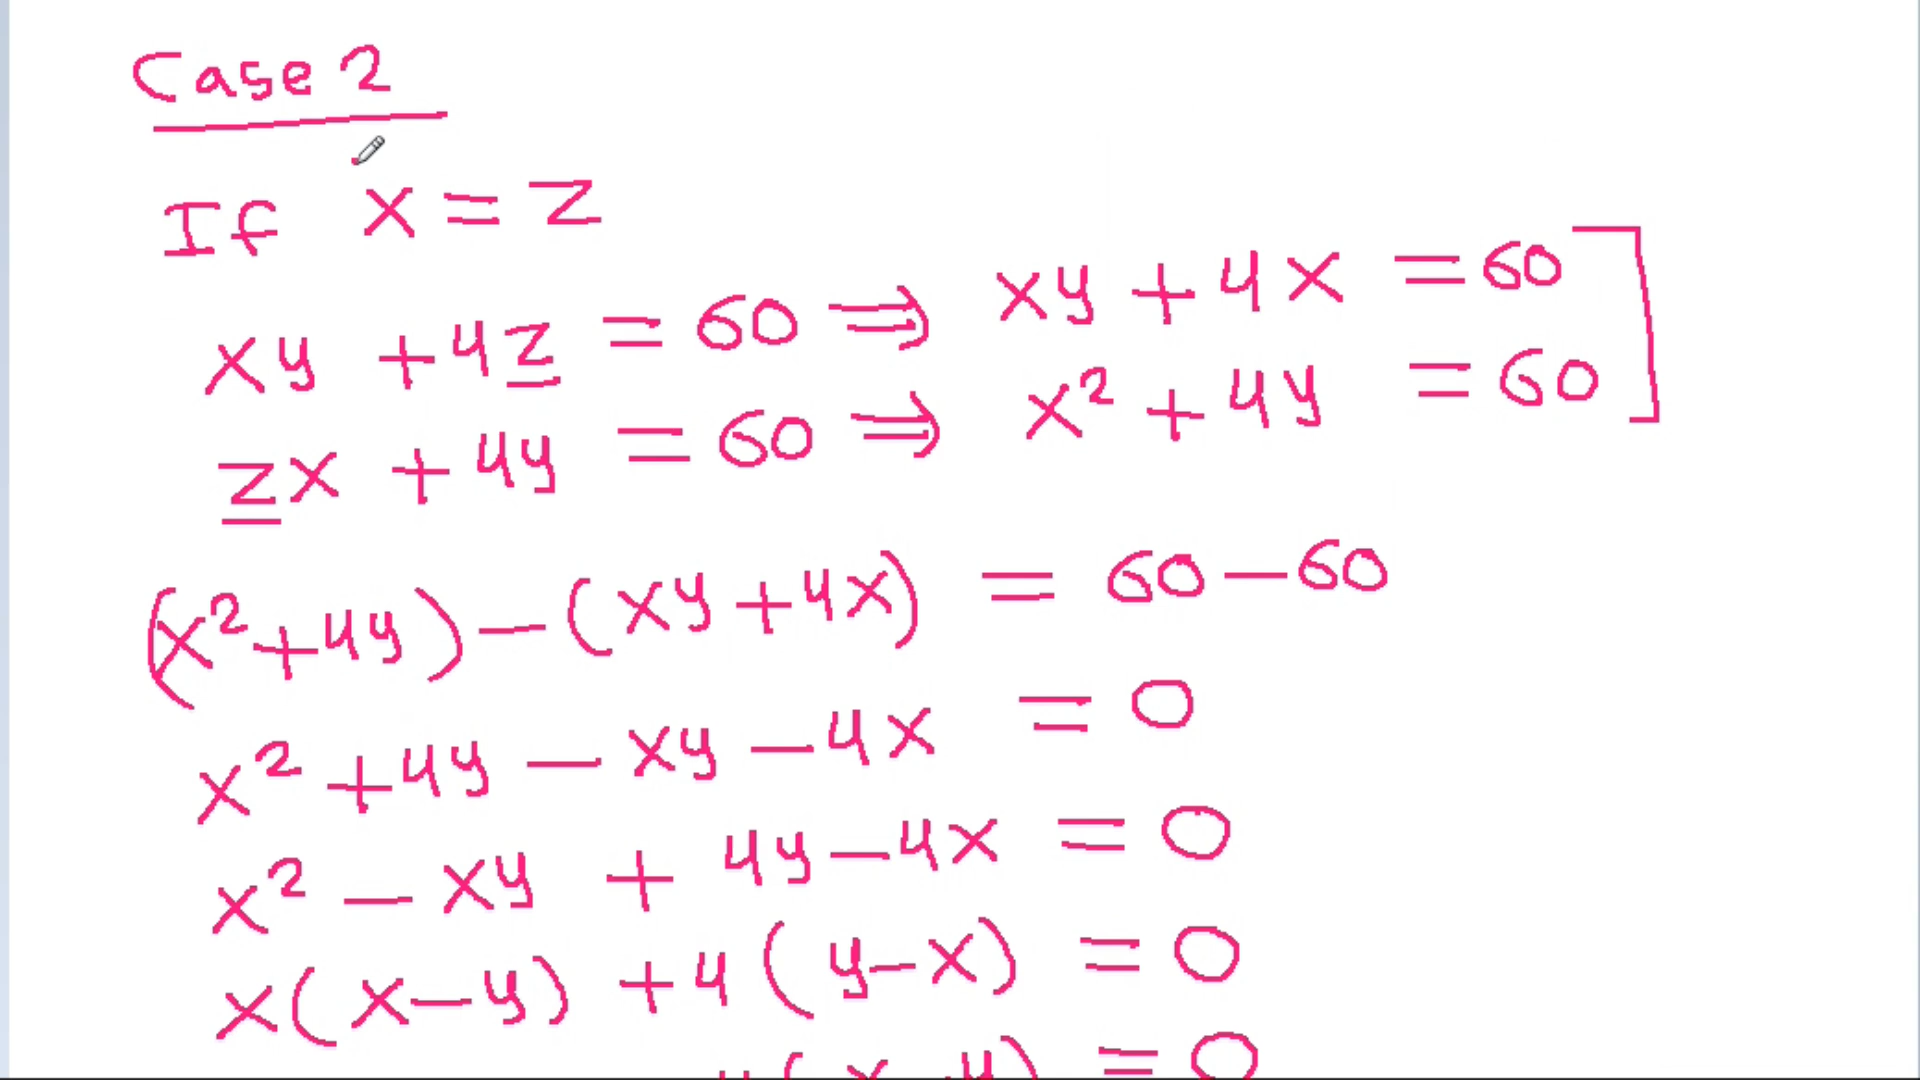 Case 2
If x = z
xy + 4z = 60 ⇒ xy + 4x = 60
zx + 4y = 60 ⇒ x² + 4y = 60
(x² + 4y) − (xy + 4x) = 60 − 60
x² + 4y − xy − 4x = 0
x² − xy + 4y − 4x = 0
x(x − y) + 4(y − x) = 0